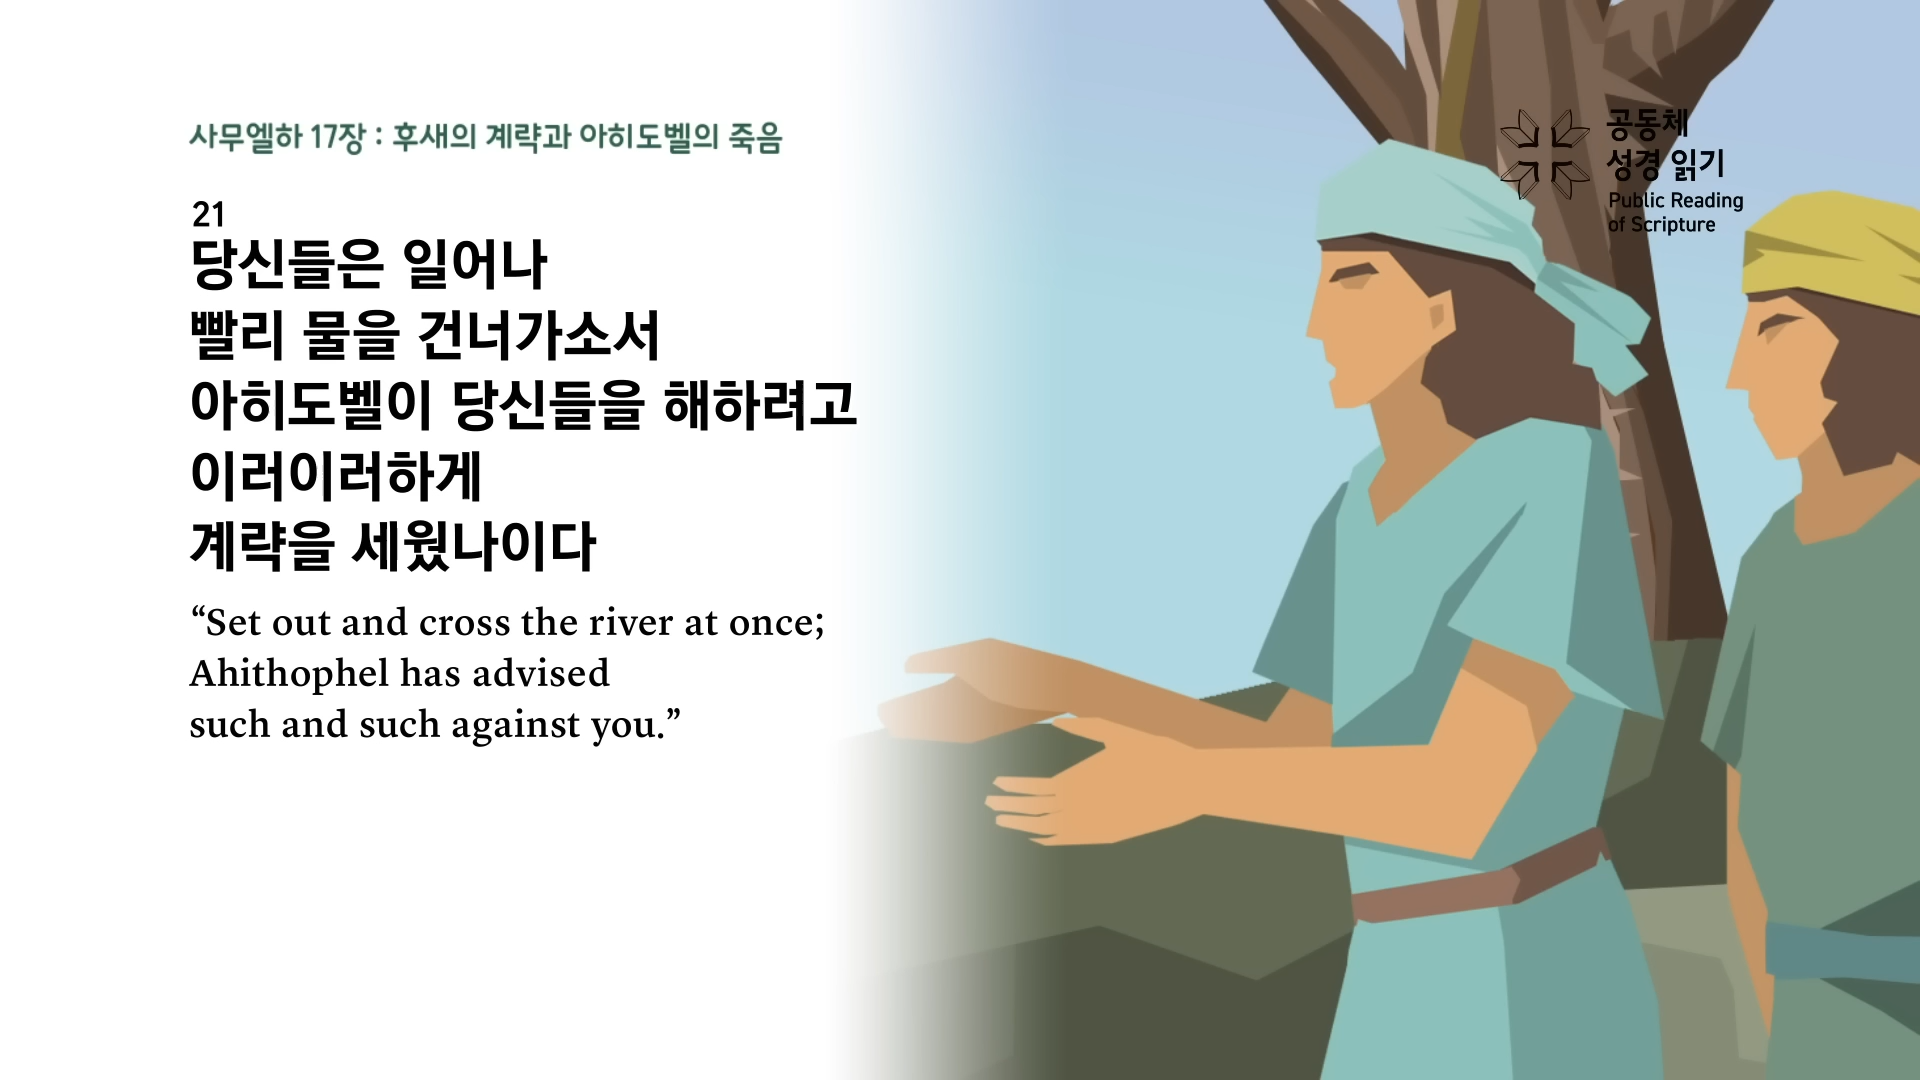 사무엘하 17장 : 후새의 계략과 아히도벨의 죽음
21
당신들은 일어나
빨리 물을 건너가소서
아히도벨이 당신들을 해하려고
이러이러하게
계략을 세웠나이다
“Set out and cross the river at once;
Ahithophel has advised
such and such against you.”
공동체
성경 읽기
Public Reading
of Scripture